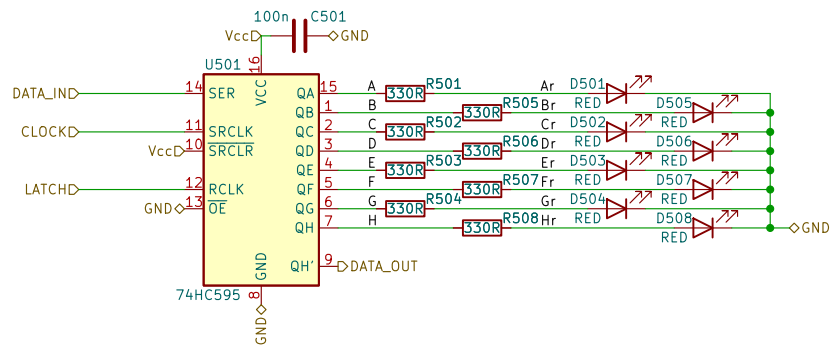 100n C501
Vcc GND
U501
16
VCC
DATA_IN 14 SER QA 15 A 330R R501 Ar D501 RED
QB 1 B 330R R505 Br D505 RED
CLOCK 11 SRCLK QC 2 C 330R R502 Cr D502 RED
Vcc 10 SRCLR QD 3 D 330R R506 Dr D506 RED
QE 4 E 330R R503 Er D503 RED
LATCH 12 RCLK QF 5 F 330R R507 Fr D507 RED
GND 13 OE QG 6 G 330R R504 Gr D504 RED
QH 7 H 330R R508 Hr D508 RED GND
GND QH' 9 DATA_OUT
74HC595 8
GND